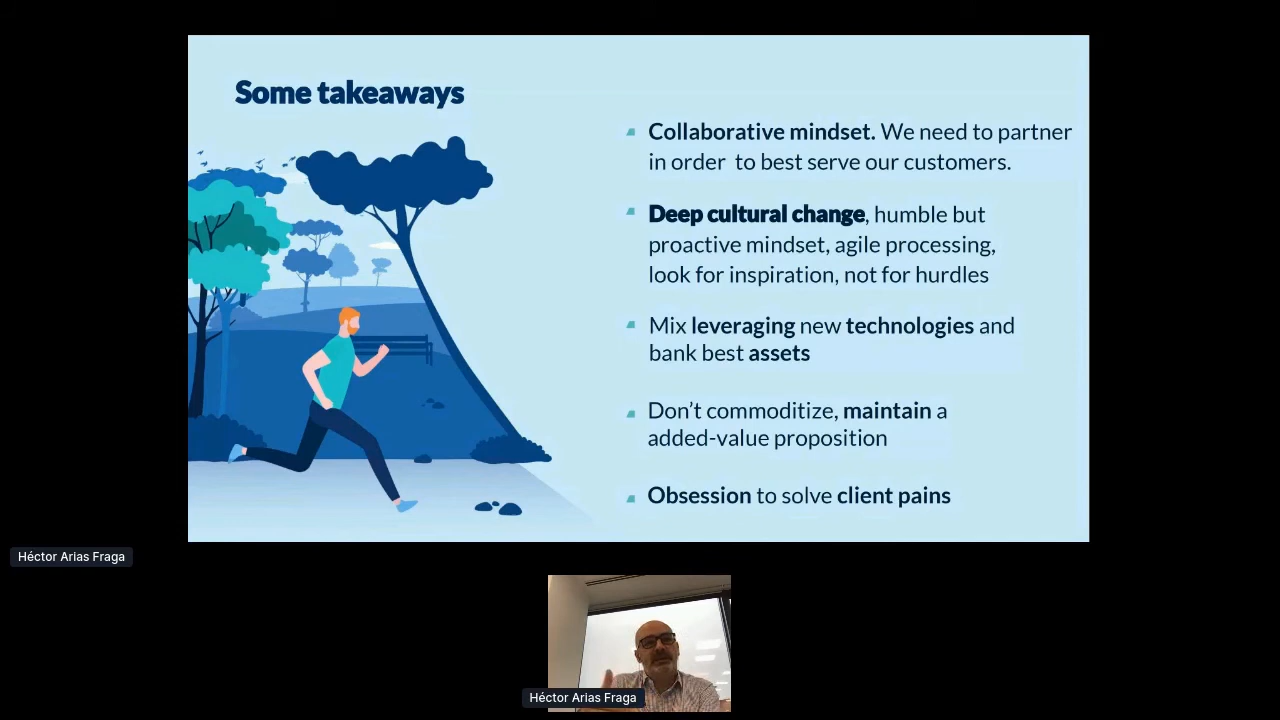 Some takeaways
Collaborative mindset. We need to partner
in order to best serve our customers.
Deep cultural change, humble but
proactive mindset, agile processing,
look for inspiration, not for hurdles
Mix leveraging new technologies and
bank best assets
Don’t commoditize, maintain a
added-value proposition
Obsession to solve client pains
Héctor Arias Fraga
Héctor Arias Fraga